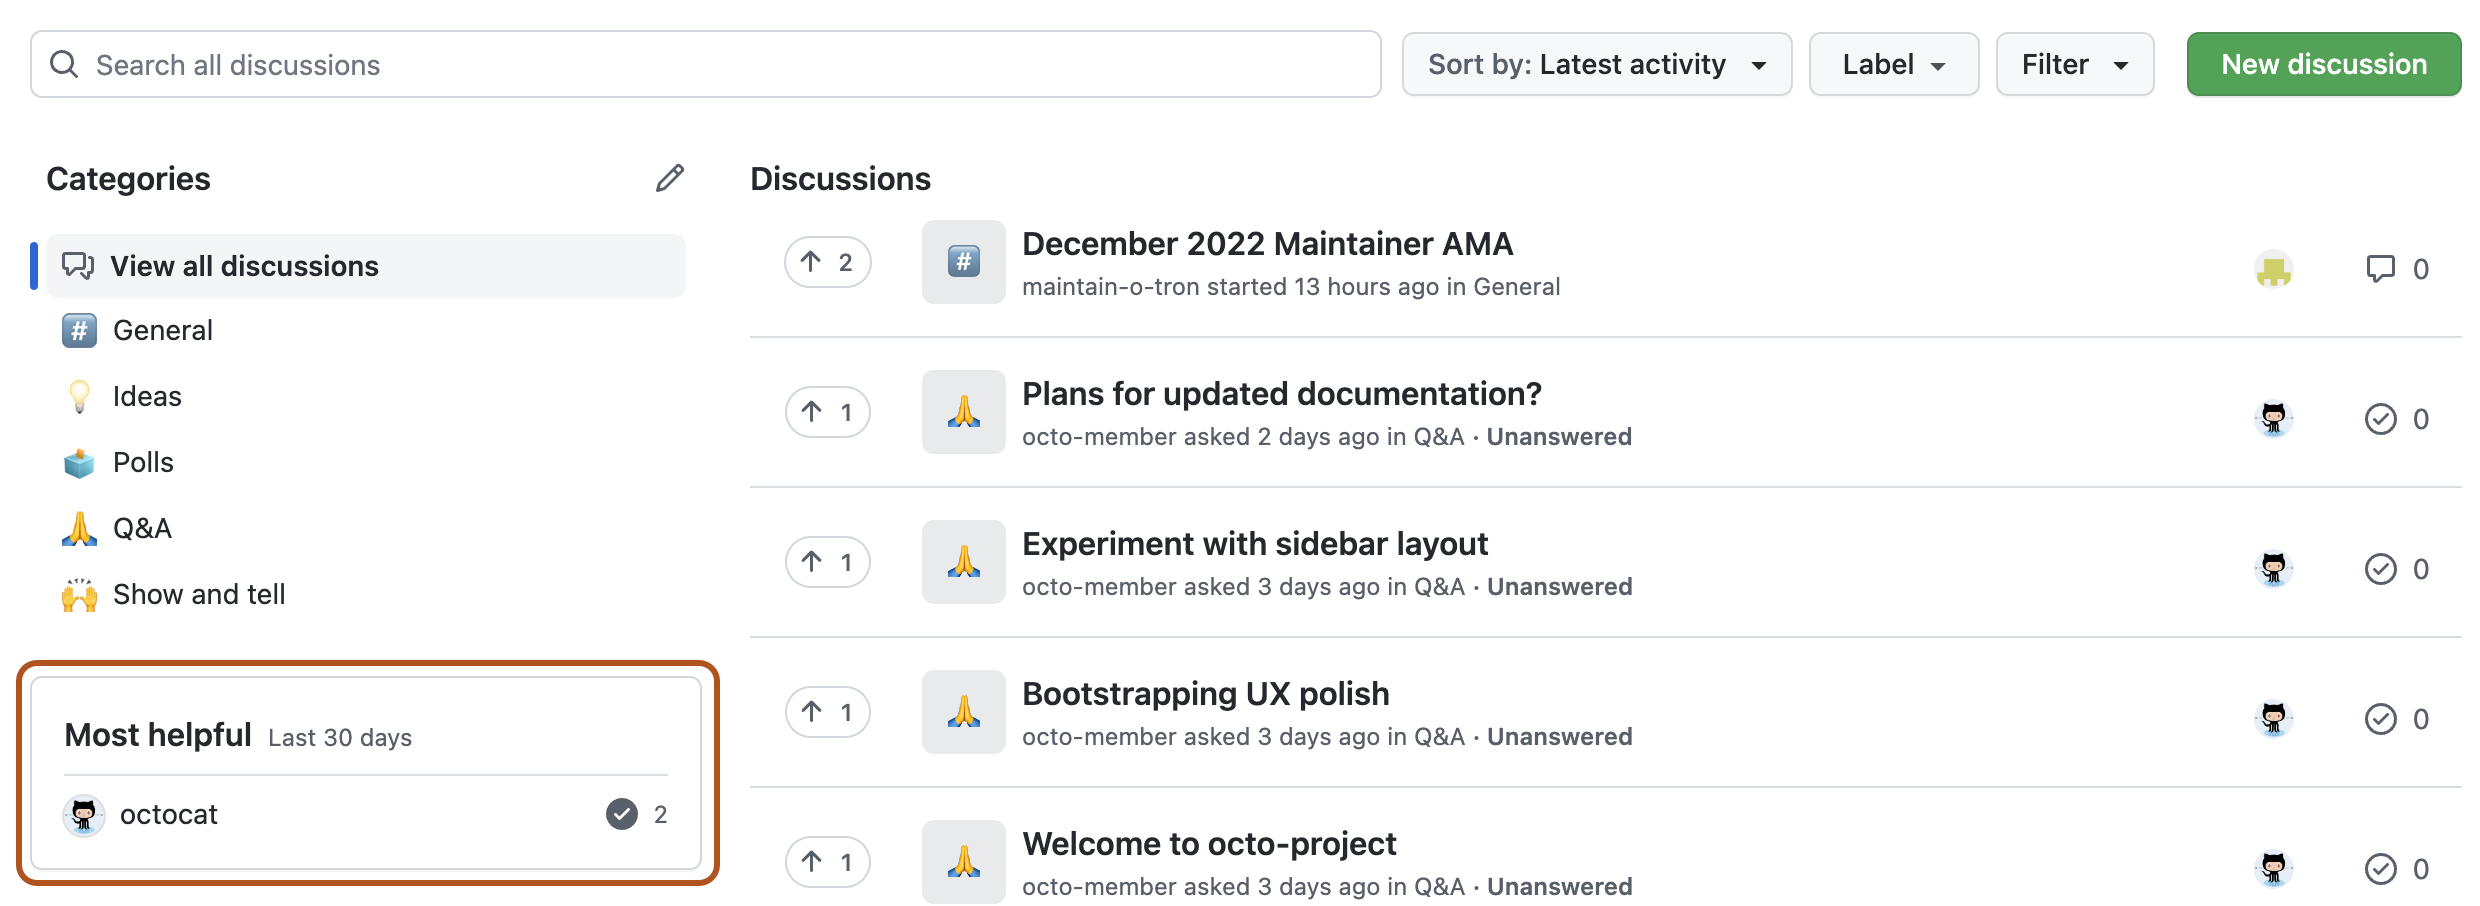 Search all discussions
Sort by: Latest activity
Label
Filter
New discussion
Categories
View all discussions
# General
Ideas
Polls
Q&A
Show and tell
Most helpful Last 30 days
octocat 2
Discussions
2 # December 2022 Maintainer AMA 0
maintain-o-tron started 13 hours ago in General
1 Plans for updated documentation? 0
octo-member asked 2 days ago in Q&A · Unanswered
1 Experiment with sidebar layout 0
octo-member asked 3 days ago in Q&A · Unanswered
1 Bootstrapping UX polish 0
octo-member asked 3 days ago in Q&A · Unanswered
1 Welcome to octo-project 0
octo-member asked 3 days ago in Q&A · Unanswered